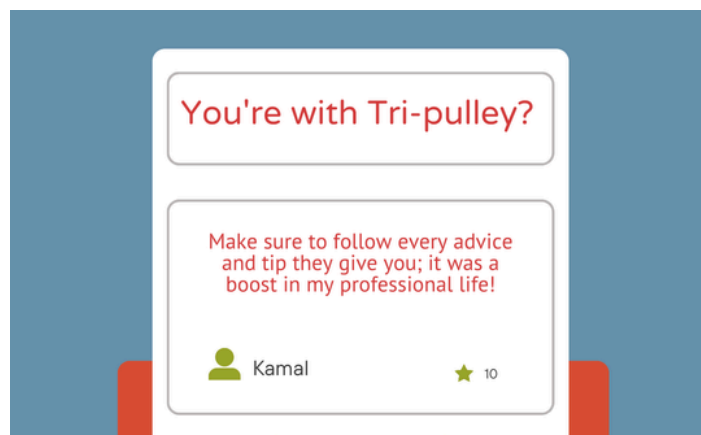 You're with Tri-pulley?
Make sure to follow every advice
and tip they give you; it was a
boost in my professional life!
Kamal
10